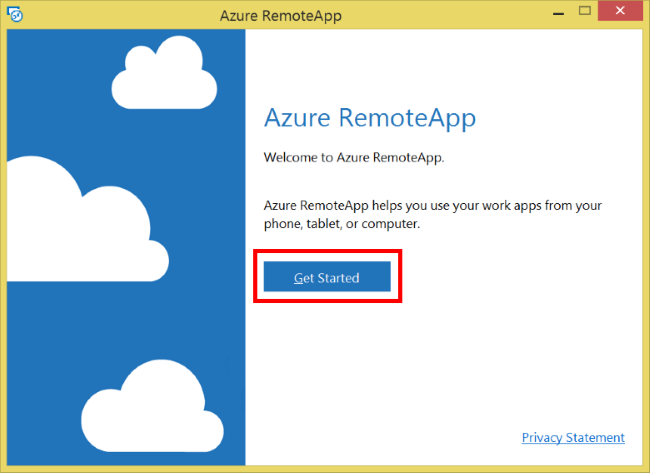 Azure RemoteApp
Azure RemoteApp
Welcome to Azure RemoteApp.
Azure RemoteApp helps you use your work apps from your
phone, tablet, or computer.
Get Started
Privacy Statement